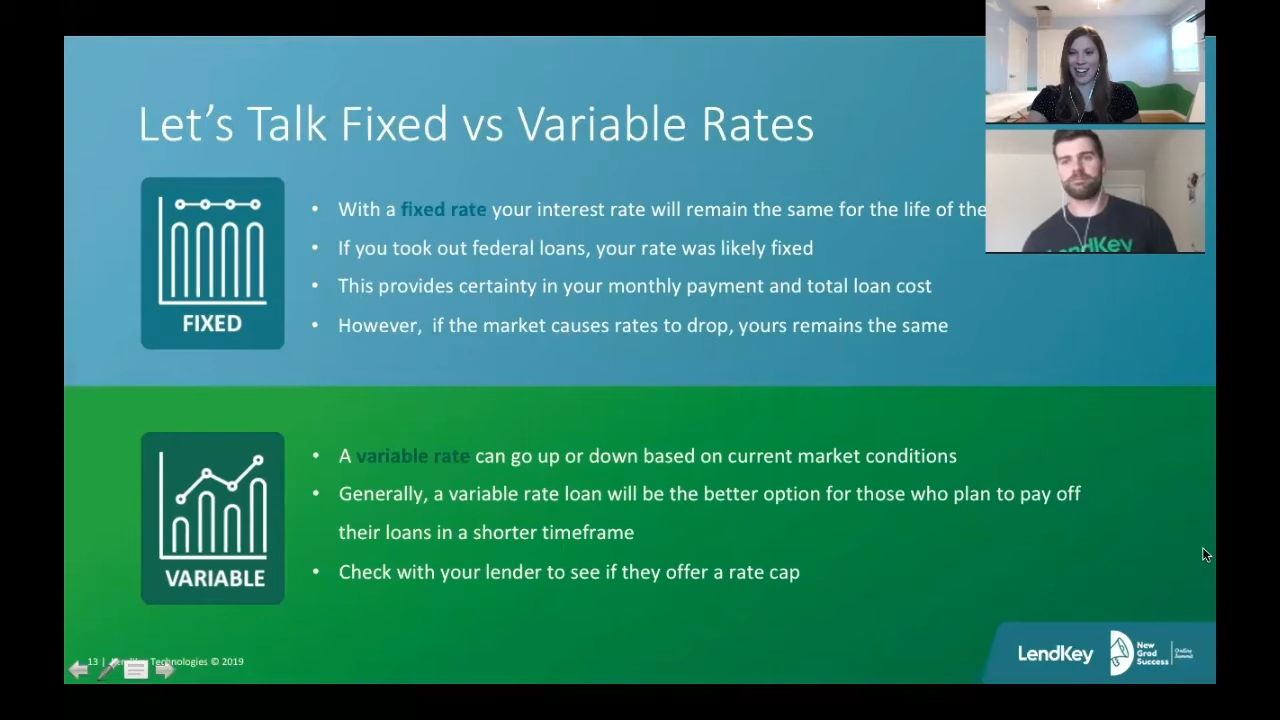 Let's Talk Fixed vs Variable Rates
• With a fixed rate your interest rate will remain the same for the life of the
• If you took out federal loans, your rate was likely fixed
• This provides certainty in your monthly payment and total loan cost
• However, if the market causes rates to drop, yours remains the same
FIXED
LendKey
• A variable rate can go up or down based on current market conditions
• Generally, a variable rate loan will be the better option for those who plan to pay off
their loans in a shorter timeframe
• Check with your lender to see if they offer a rate cap
VARIABLE
13 | LendKey Technologies © 2019
LendKey
New
Grad
Success
Online
Summit